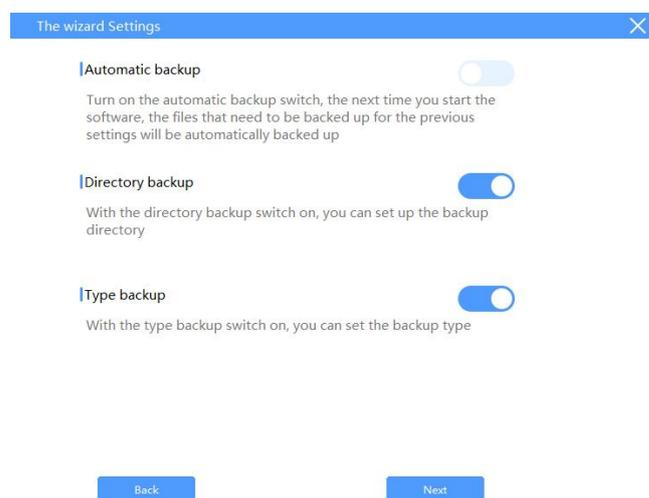 The wizard Settings
Automatic backup
Turn on the automatic backup switch, the next time you start the
software, the files that need to be backed up for the previous
settings will be automatically backed up
Directory backup
With the directory backup switch on, you can set up the backup
directory
Type backup
With the type backup switch on, you can set the backup type
Back
Next